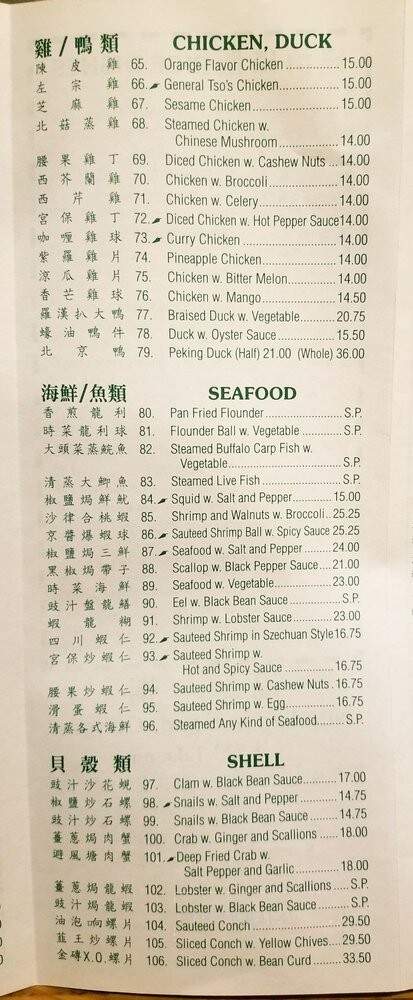 雞/鴨類 CHICKEN, DUCK
陳皮雞 65. Orange Flavor Chicken ............... 15.00
左宗雞 66. General Tso's Chicken............... 15.00
芝麻雞 67. Sesame Chicken............... 15.00
北菇蒸雞 68. Steamed Chicken w.
Chinese Mushroom............... 14.00
腰果雞丁 69. Diced Chicken w. Cashew Nuts ... 14.00
西芥蘭雞 70. Chicken w. Broccoli............... 14.00
西芹雞 71. Chicken w. Celery............... 14.00
宮保雞丁 72. Diced Chicken w. Hot Pepper Sauce14.00
咖喱雞球 73. Curry Chicken ............... 14.00
紫羅雞片 74. Pineapple Chicken............... 14.00
涼瓜雞片 75. Chicken w. Bitter Melon............... 14.00
香芒雞球 76. Chicken w. Mango............... 14.50
羅漢扒大鴨 77. Braised Duck w. Vegetable.......... 20.75
蠔油鴨件 78. Duck w. Oyster Sauce............... 15.50
北京鴨 79. Peking Duck (Half) 21.00 (Whole) 36.00
海鮮/魚類 SEAFOOD
香煎龍利 80. Pan Fried Flounder............... S.P.
時菜龍利球 81. Flounder Ball w. Vegetable .......... S.P.
大頭菜蒸鯇魚 82. Steamed Buffalo Carp Fish w.
Vegetable............... S.P.
清蒸大鯽魚 83. Steamed Live Fish ............... S.P.
椒鹽焗鮮魷 84. Squid w. Salt and Pepper.......... 15.00
沙律合桃蝦 85. Shrimp and Walnuts w. Broccoli.. 25.25
京醬爆蝦球 86. Sauteed Shrimp Ball w. Spicy Sauce 25.25
椒鹽焗三鮮 87. Seafood w. Salt and Pepper ........ 24.00
黑椒焗帶子 88. Scallop w. Black Pepper Sauce.... 21.00
時菜海鮮 89. Seafood w. Vegetable............... 23.00
豉汁盤龍鱔 90. Eel w. Black Bean Sauce ............ S.P.
蝦龍糊 91. Shrimp w. Lobster Sauce............ 23.00
四川蝦仁 92. Sauteed Shrimp in Szechuan Style16.75
宮保炒蝦仁 93. Sauteed Shrimp w.
Hot and Spicy Sauce ............... 16.75
腰果炒蝦仁 94. Sauteed Shrimp w. Cashew Nuts . 16.75
滑蛋蝦仁 95. Sauteed Shrimp w. Egg............... 16.75
清蒸各式海鮮 96. Steamed Any Kind of Seafood........ S.P.
貝殼類 SHELL
豉汁沙花蜆 97. Clam w. Black Bean Sauce.......... 17.00
椒鹽炒石螺 98. Snails w. Salt and Pepper .......... 14.75
豉汁炒石螺 99. Snails w. Black Bean Sauce ........ 14.75
薑蔥焗肉蟹 100. Crab w. Ginger and Scallions ...... 18.00
避風塘肉蟹 101. Deep Fried Crab w.
Salt Pepper and Garlic............... 18.00
薑蔥焗龍蝦 102. Lobster w. Ginger and Scallions ..... S.P.
豉汁焗龍蝦 103. Lobster w. Black Bean Sauce........ S.P.
油泡响螺片 104. Sauteed Conch ............... 29.50
韮王炒螺片 105. Sliced Conch w. Yellow Chives.... 29.50
金磚X.O.螺片 106. Sliced Conch w. Bean Curd ........ 33.50